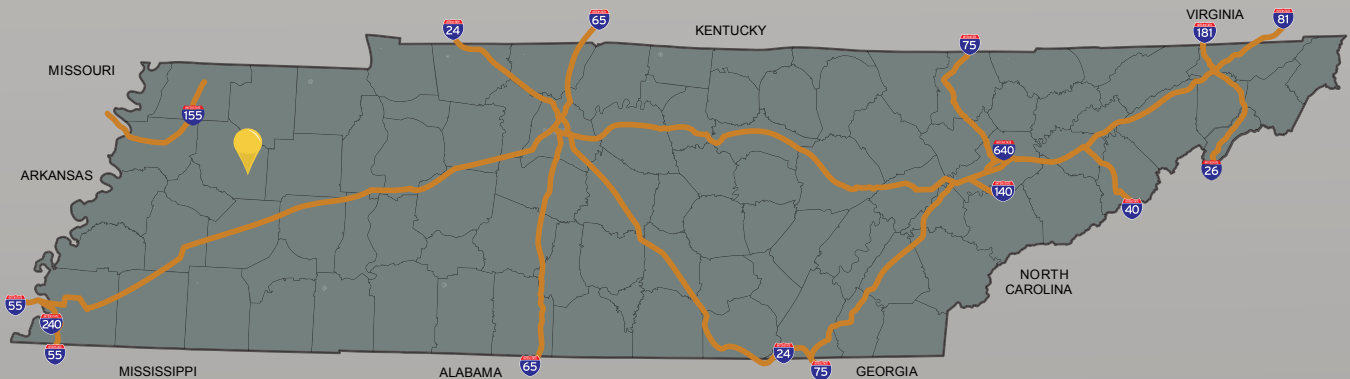 VIRGINIA
81
65
24
KENTUCKY
181
75
MISSOURI
155
640
ARKANSAS
26
140
40
NORTH
CAROLINA
55
240
55
65
24
75
MISSISSIPPI
ALABAMA
GEORGIA